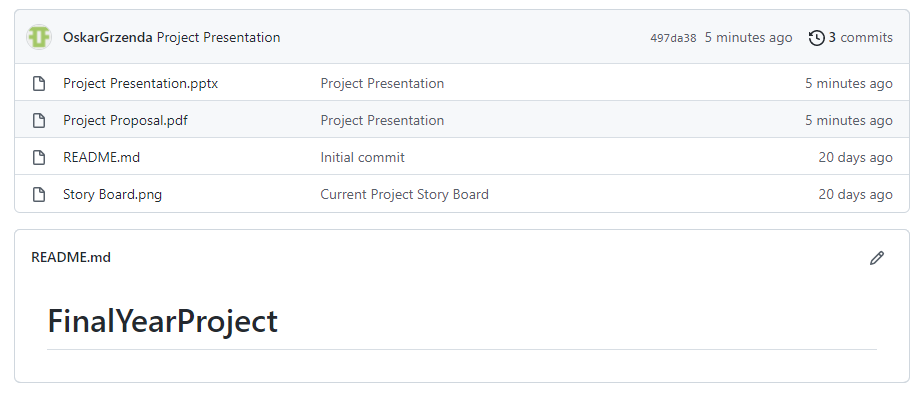 OskarGrzenda Project Presentation 497da38 5 minutes ago 3 commits
Project Presentation.pptx Project Presentation 5 minutes ago
Project Proposal.pdf Project Presentation 5 minutes ago
README.md Initial commit 20 days ago
Story Board.png Current Project Story Board 20 days ago
README.md
FinalYearProject